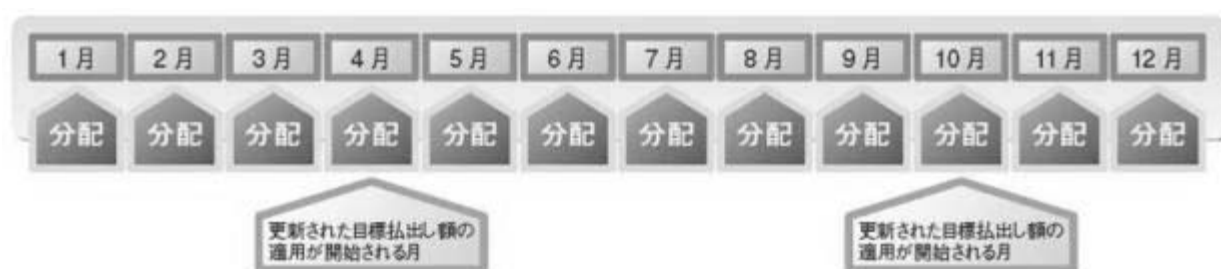 1月 2月 3月 4月 5月 6月 7月 8月 9月 10月 11月 12月
分配 分配 分配 分配 分配 分配 分配 分配 分配 分配 分配 分配
更新された目標払出し額の
適用が開始される月
更新された目標払出し額の
適用が開始される月